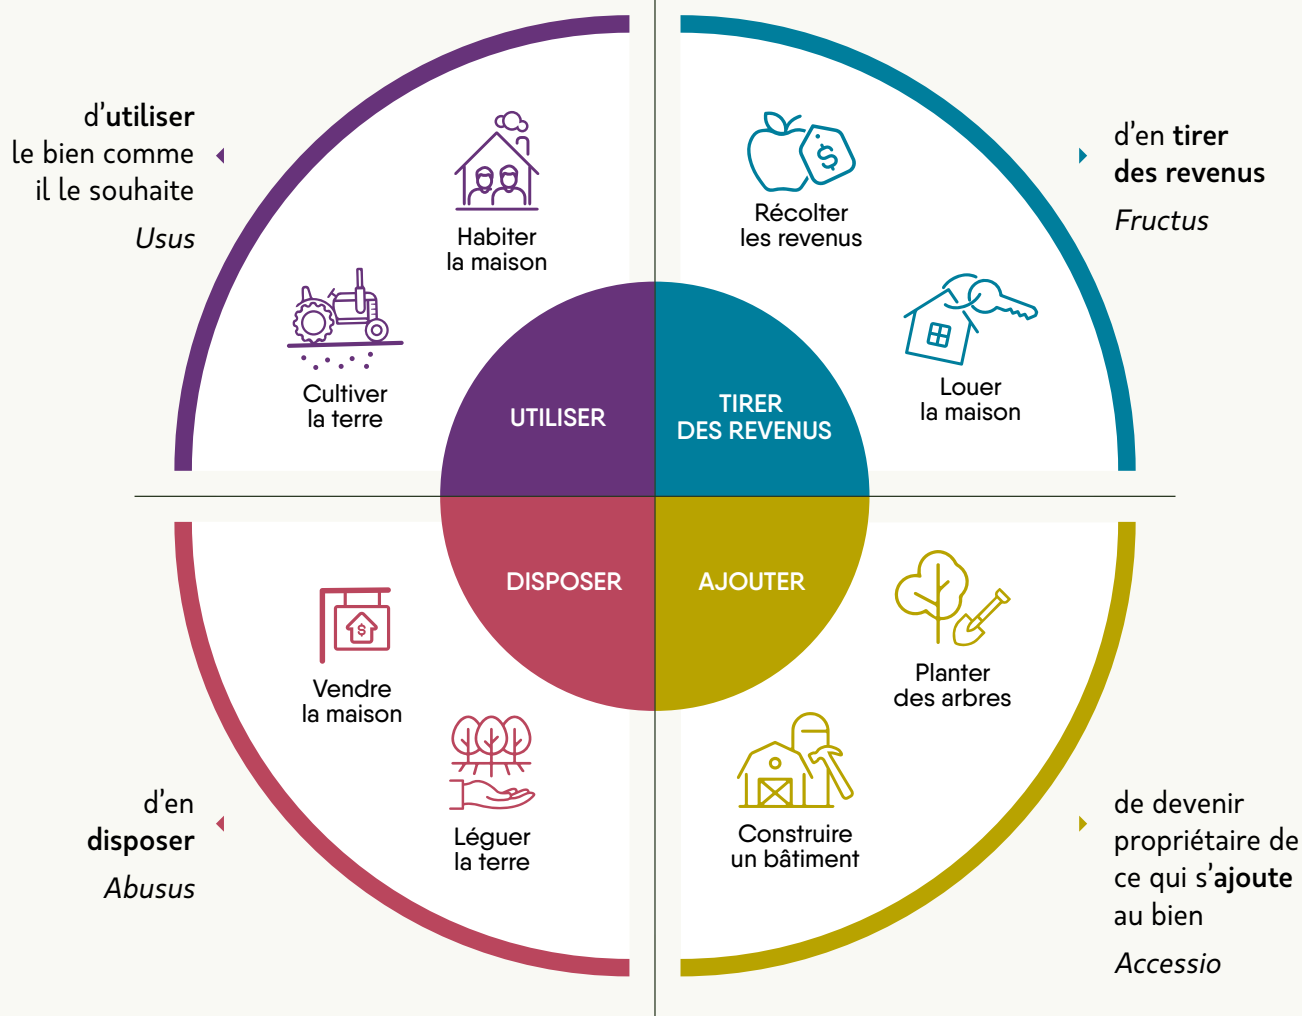 d'utiliser
le bien comme
il le souhaite
Usus
Habiter
la maison
Cultiver
la terre
UTILISER
d'en tirer
des revenus
Fructus
$
Récolter
les revenus
Louer
la maison
TIRER
DES REVENUS
DISPOSER
$
Vendre
la maison
Léguer
la terre
d'en
disposer
Abusus
AJOUTER
Planter
des arbres
Construire
un bâtiment
de devenir
propriétaire de
ce qui s'ajoute
au bien
Accessio